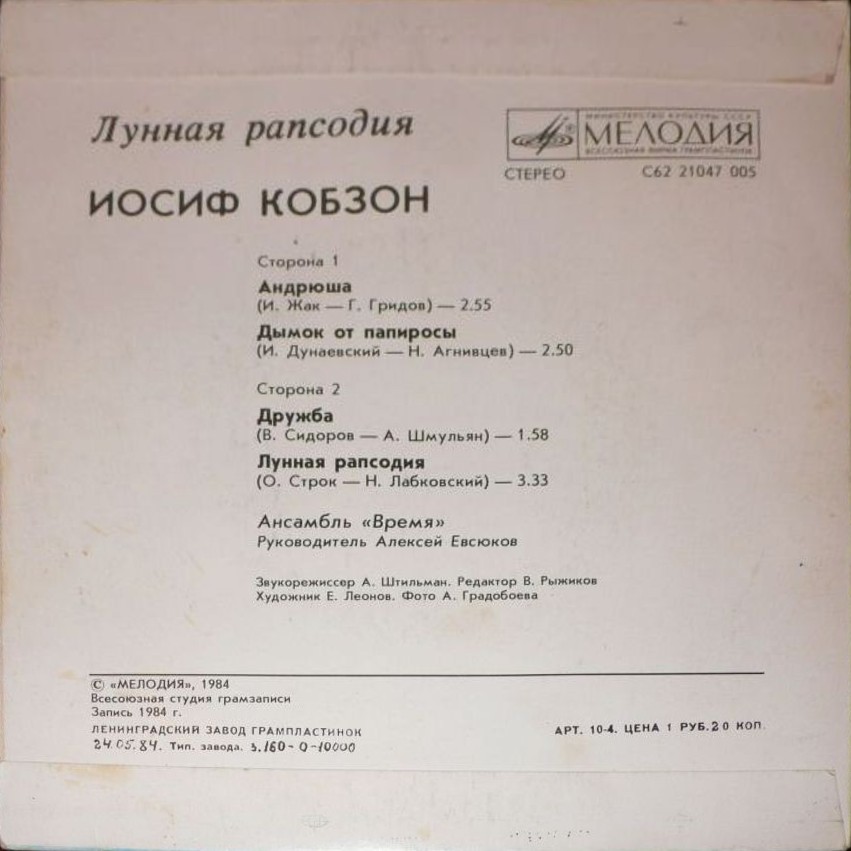 Лунная рапсодия
МИНИСТЕРСТВО КУЛЬТУРЫ СССР
МЕЛОДИЯ
ВСЕСОЮЗНАЯ ФИРМА ГРАМПЛАСТИНОК
СТЕРЕО С62 21047 005
ИОСИФ КОБЗОН
Сторона 1
Андрюша
(И. Жак — Г. Гридов) — 2.55
Дымок от папиросы
(И. Дунаевский — Н. Агнивцев) — 2.50
Сторона 2
Дружба
(В. Сидоров — А. Шмульян) — 1.58
Лунная рапсодия
(О. Строк — Н. Лабковский) — 3.33
Ансамбль «Время»
Руководитель Алексей Евсюков
Звукорежиссер А. Штильман. Редактор В. Рыжиков
Художник Е. Леонов. Фото А. Градобоева
© «МЕЛОДИЯ», 1984
Всесоюзная студия грамзаписи
Запись 1984 г.
ЛЕНИНГРАДСКИЙ ЗАВОД ГРАМПЛАСТИНОК
АРТ. 10-4. ЦЕНА 1 РУБ. 20 КОП.
24.05.84. Тип. завода. З.160-0-10000